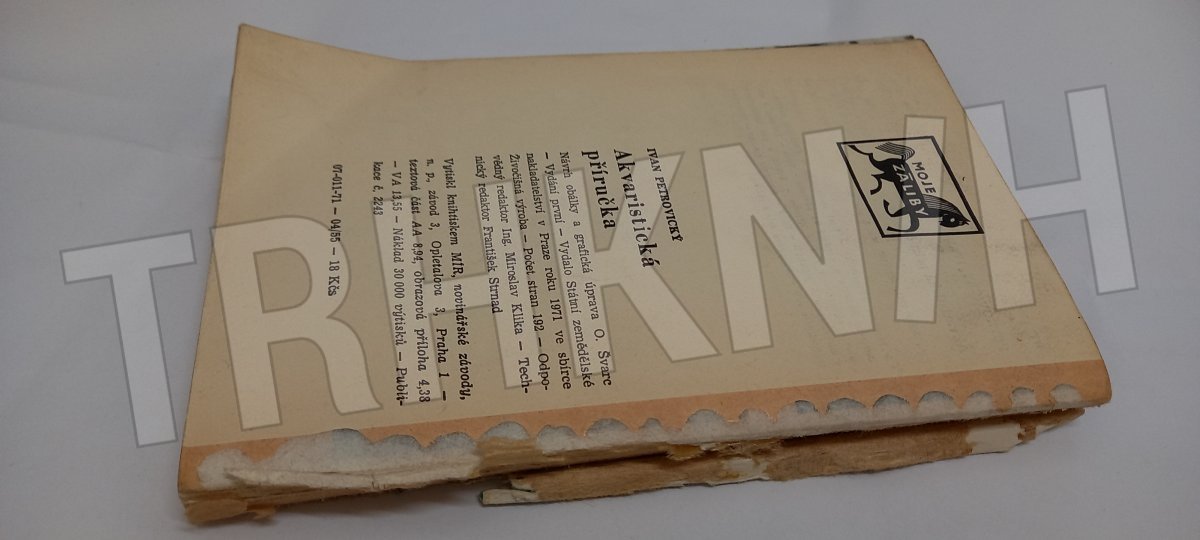 MOJE
ZÁLIBY
IVAN PETROVICKÝ
Akvaristická
příručka
Návrh obálky a grafická úprava O. Švarc
— Vydání první — Vydalo Státní zemědělské
nakladatelství v Praze roku 1971 ve sbírce
Živočišná výroba — Počet stran 192 — Odpo-
vědný redaktor Ing. Miroslav Klika — Tech-
nický redaktor František Strnad
Vytiskl knihtiskem MÍR, novinářské závody,
n. p., závod 3, Opletalova 3, Praha 1 —
textová část AA 8,94, obrazová příloha 4,38
— VA 13,55 — Náklad 30 000 výtisků — Publi-
kace č. 2243
07-011-71 — 04/55 — 18 Kčs
TRHKNIH